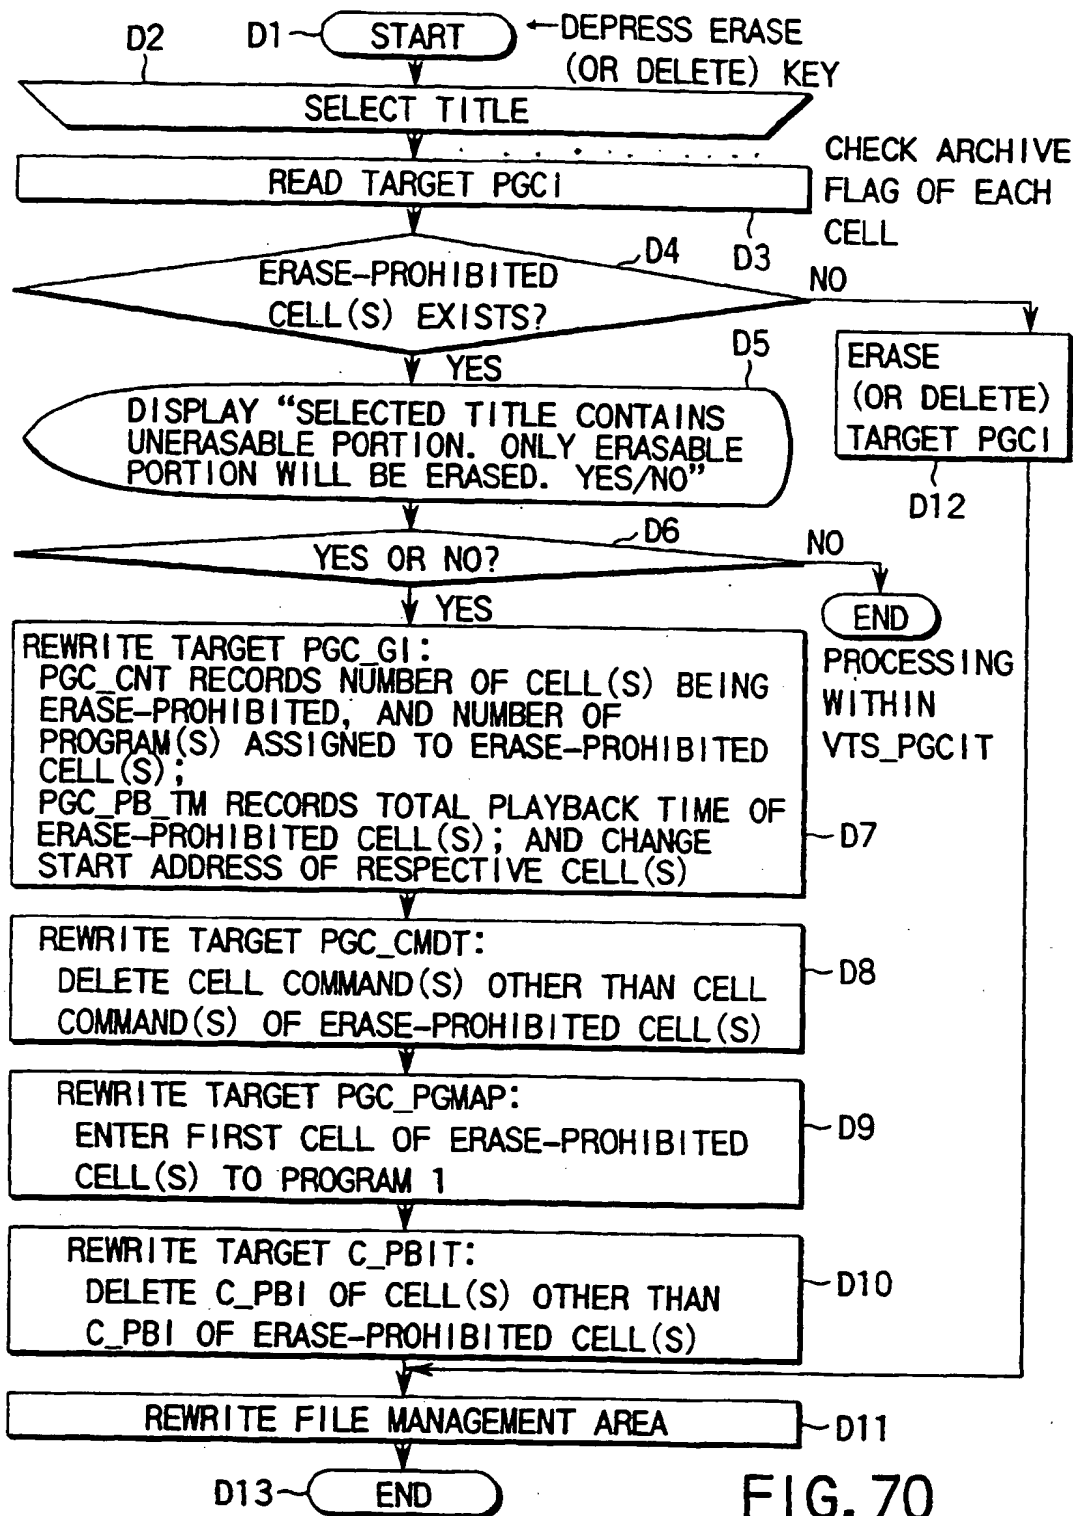 D2
D1
START
←DEPRESS ERASE
(OR DELETE) KEY
SELECT TITLE
READ TARGET PGCI
CHECK ARCHIVE
FLAG OF EACH
CELL
D3
D4
ERASE-PROHIBITED
CELL(S) EXISTS?
NO
YES
D5
DISPLAY “SELECTED TITLE CONTAINS
UNERASABLE PORTION. ONLY ERASABLE
PORTION WILL BE ERASED. YES/NO”
ERASE
(OR DELETE)
TARGET PGCI
D12
D6
YES OR NO?
NO
YES
END
PROCESSING
WITHIN
VTS_PGCIT
REWRITE TARGET PGC_GI:
PGC_CNT RECORDS NUMBER OF CELL(S) BEING
ERASE-PROHIBITED, AND NUMBER OF
PROGRAM(S) ASSIGNED TO ERASE-PROHIBITED
CELL(S);
PGC_PB_TM RECORDS TOTAL PLAYBACK TIME OF
ERASE-PROHIBITED CELL(S); AND CHANGE
START ADDRESS OF RESPECTIVE CELL(S)
D7
REWRITE TARGET PGC_CMDT:
DELETE CELL COMMAND(S) OTHER THAN CELL
COMMAND(S) OF ERASE-PROHIBITED CELL(S)
D8
REWRITE TARGET PGC_PGMAP:
ENTER FIRST CELL OF ERASE-PROHIBITED
CELL(S) TO PROGRAM 1
D9
REWRITE TARGET C_PBIT:
DELETE C_PBI OF CELL(S) OTHER THAN
C_PBI OF ERASE-PROHIBITED CELL(S)
D10
REWRITE FILE MANAGEMENT AREA
D11
D13
END
FIG. 70